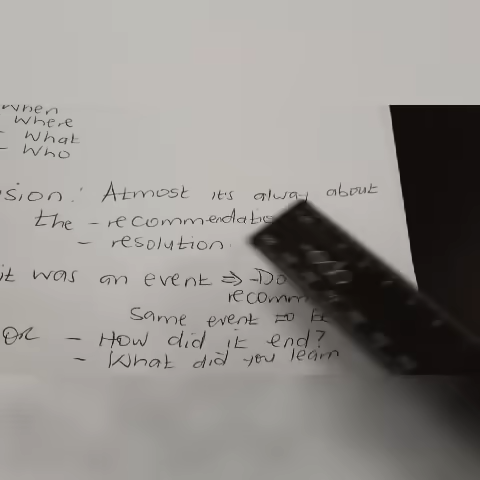 When
Where
- What
- Who
sion: Almost its alway about
the - recommendatio
- resolution
it was an event ⇒ - Do
recomm
same event
OR - How did it end?
- What did you learn